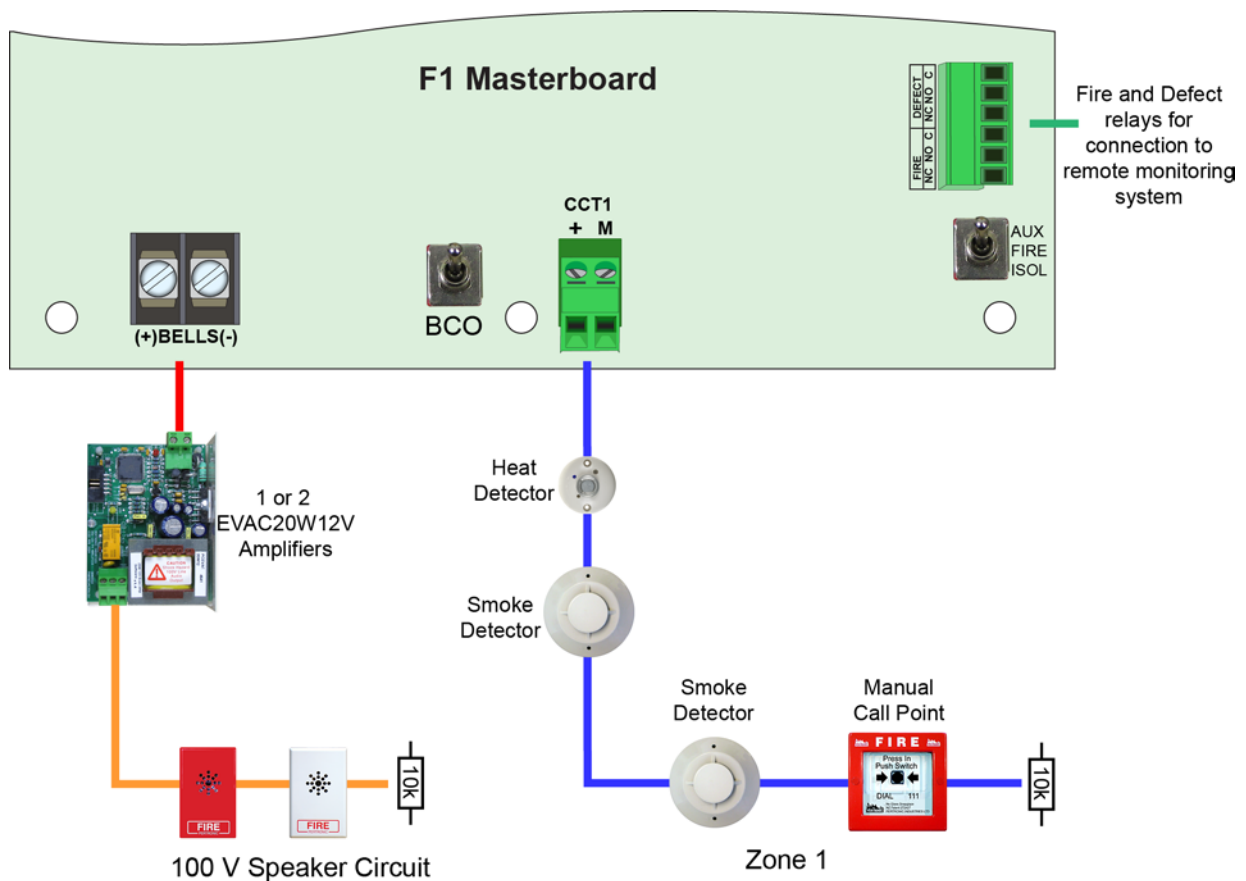 F1 Masterboard
DEFECT
NC NO C
FIRE
NC NO C
Fire and Defect
relays for
connection to
remote monitoring
system
CCT1
+ M
AUX
FIRE
ISOL
BCO
(+)BELLS(-)
1 or 2
EVAC20W12V
Amplifiers
CAUTION
Heat
Detector
Smoke
Detector
Smoke
Detector
Manual
Call Point
FIRE
Press In
Push Switch
DIAL 111
10k
10k
FIRE
FIRE
100 V Speaker Circuit
Zone 1